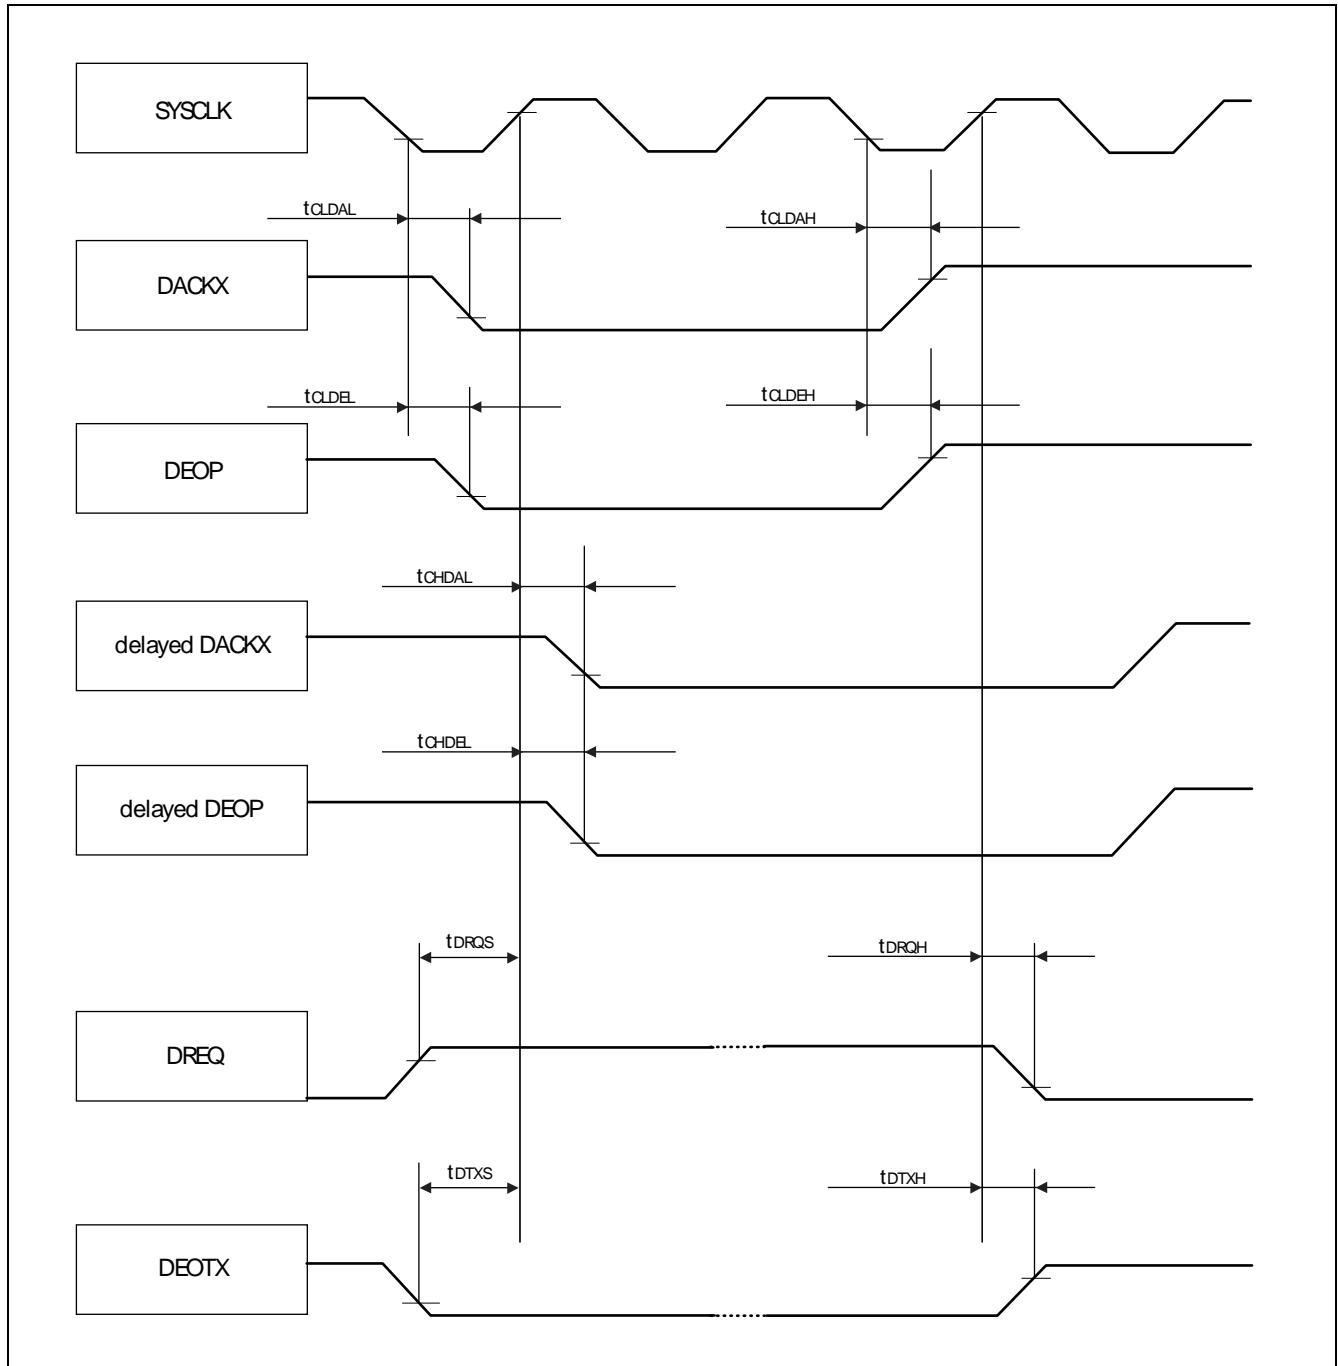 SYSCLK
tCLDAL
tCLDAH
DACKX
tCLDEL
tCLDEH
DEOP
tCHDAL
delayed DACKX
tCHDEL
delayed DEOP
tDRQS
tDRQH
DREQ
tDTXS
tDTXH
DEOTX